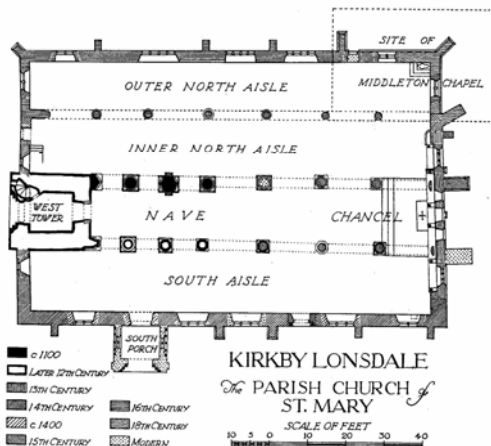 SITE OF
MIDDLETON CHAPEL
OUTER NORTH AISLE
INNER NORTH AISLE
WEST
TOWER
NAVE
CHANCEL
SOUTH AISLE
SOUTH
PORCH
c 1100
LATER 12TH CENTURY
13TH CENTURY
14TH CENTURY
c. 1400
15TH CENTURY
16TH CENTURY
18TH CENTURY
MODERN
KIRKBY LONSDALE
The PARISH CHURCH of
ST. MARY
SCALE OF FEET
10 5 0 10 20 30 40